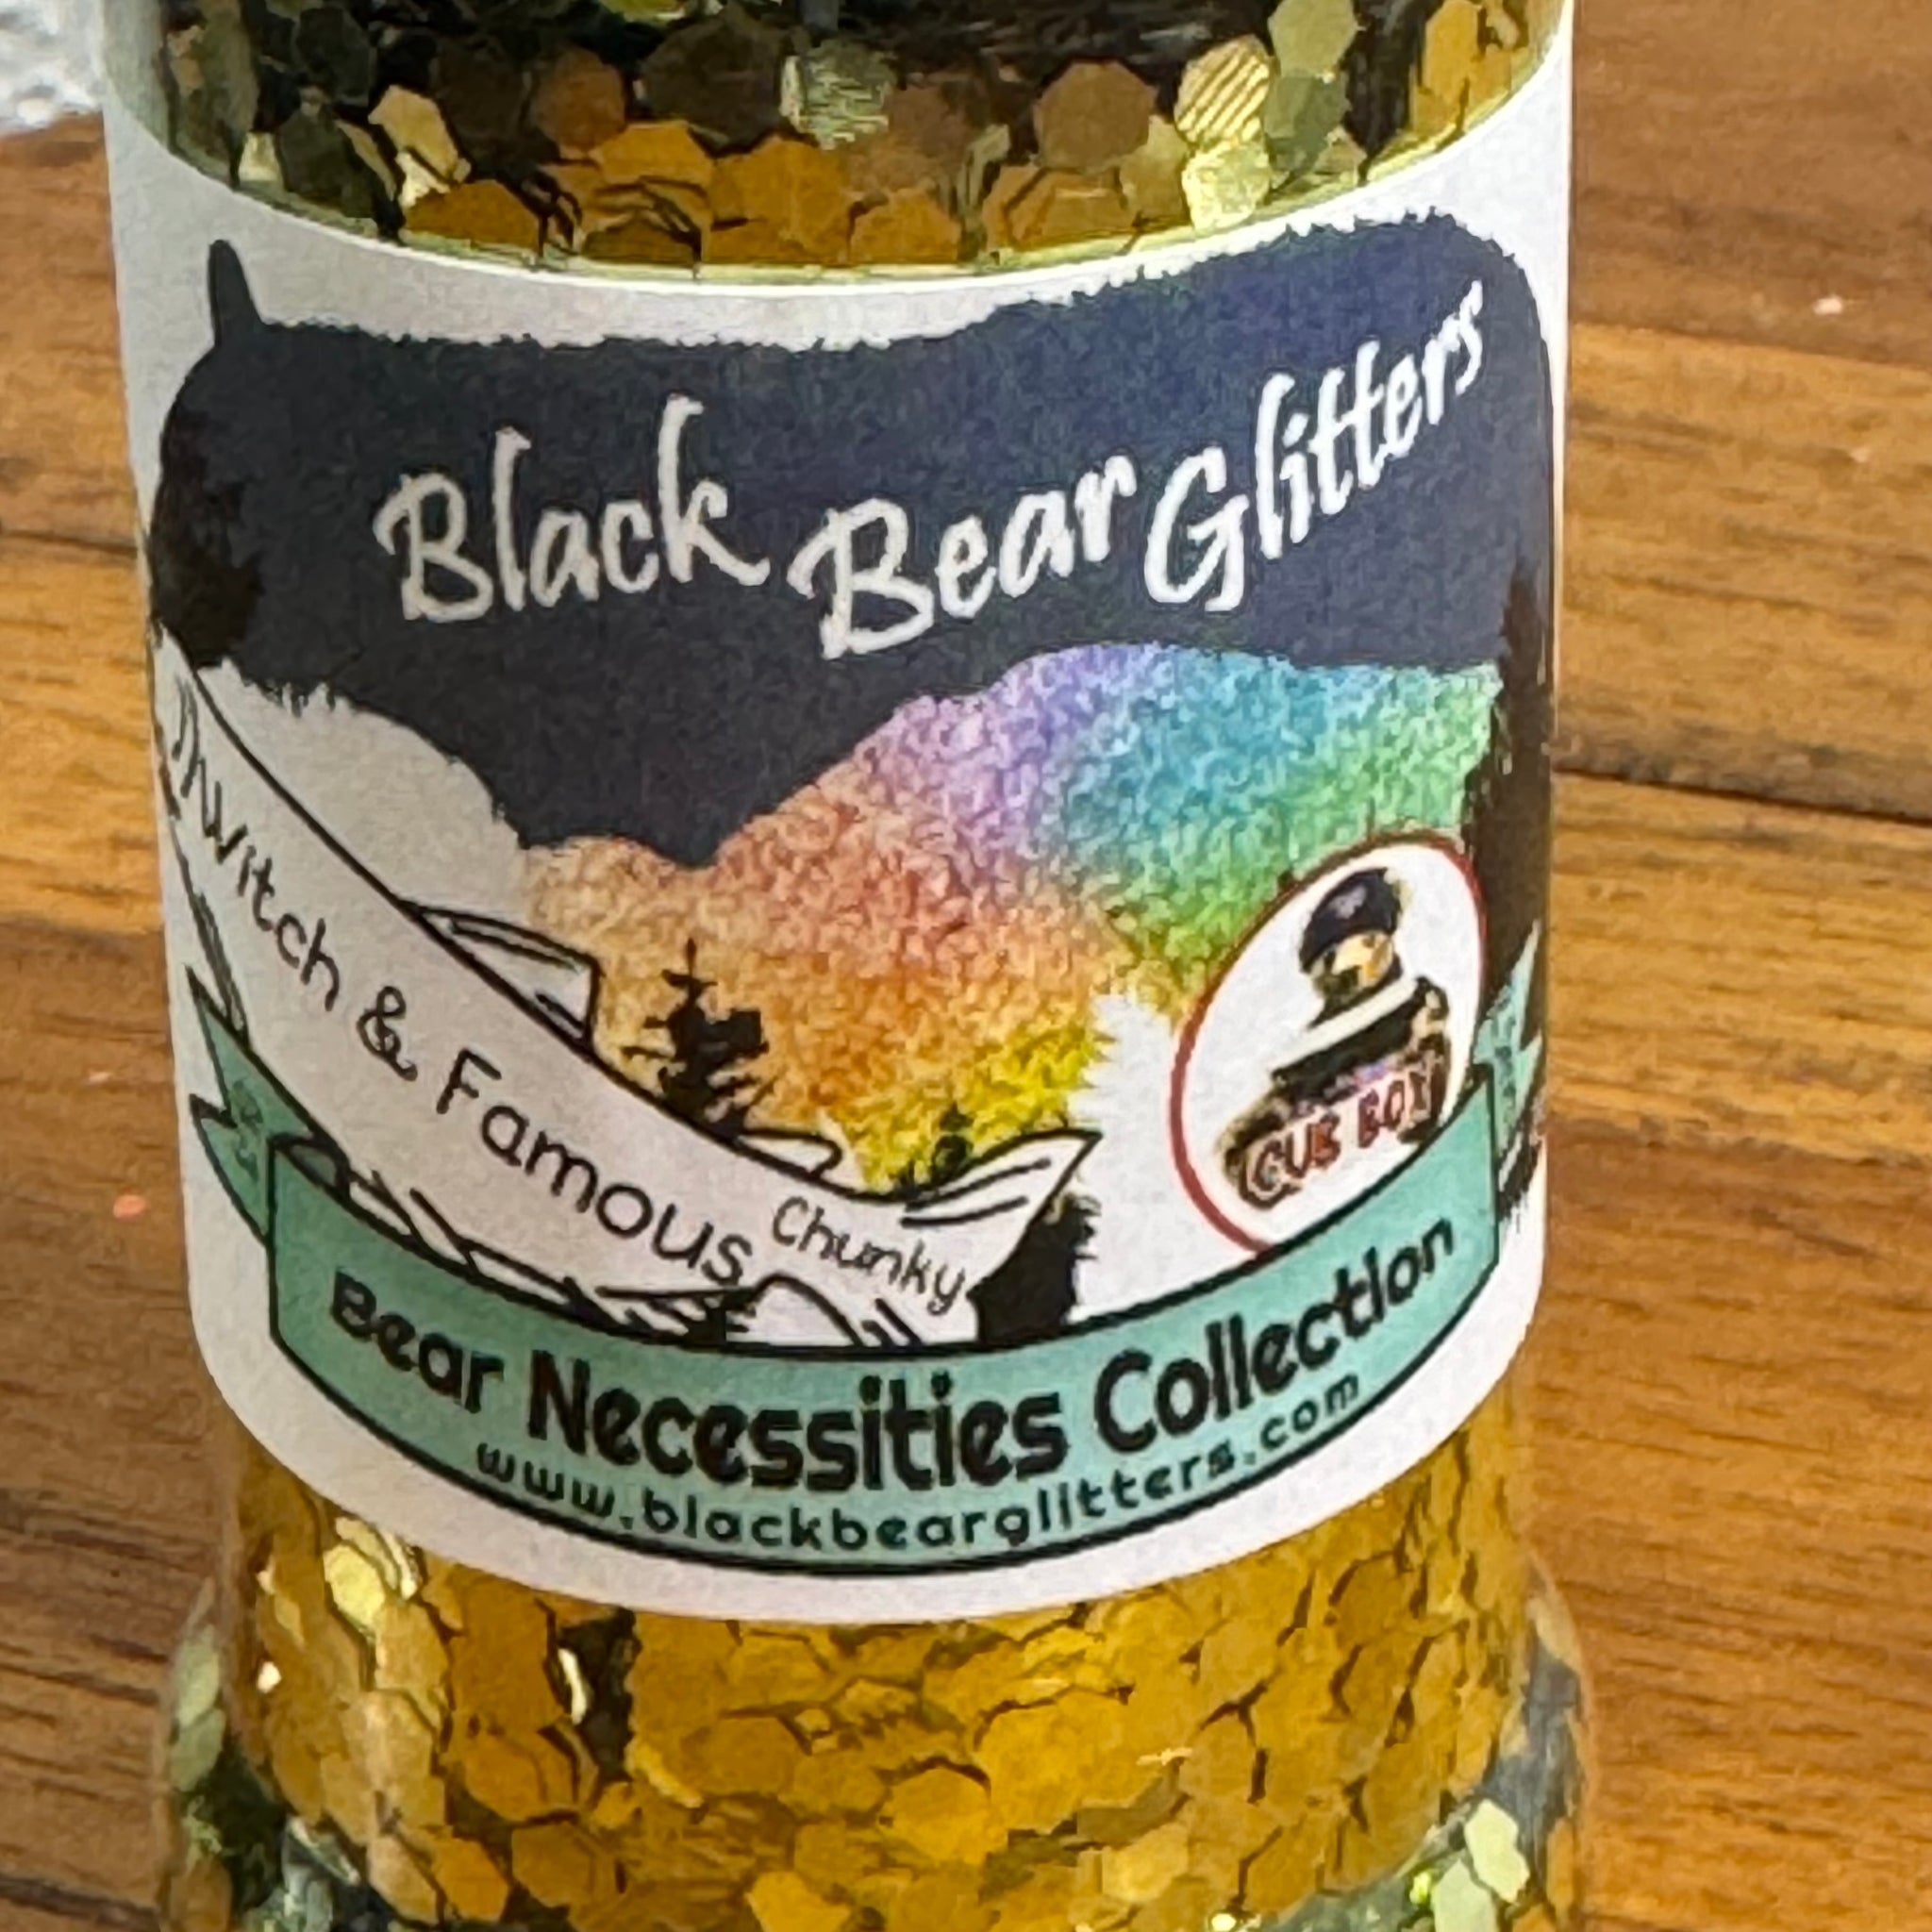 Black Bear Glitters
Twitch & Famous
Chunky
CUB BOX
Bear Necessities Collection
www.blackbearglitters.com